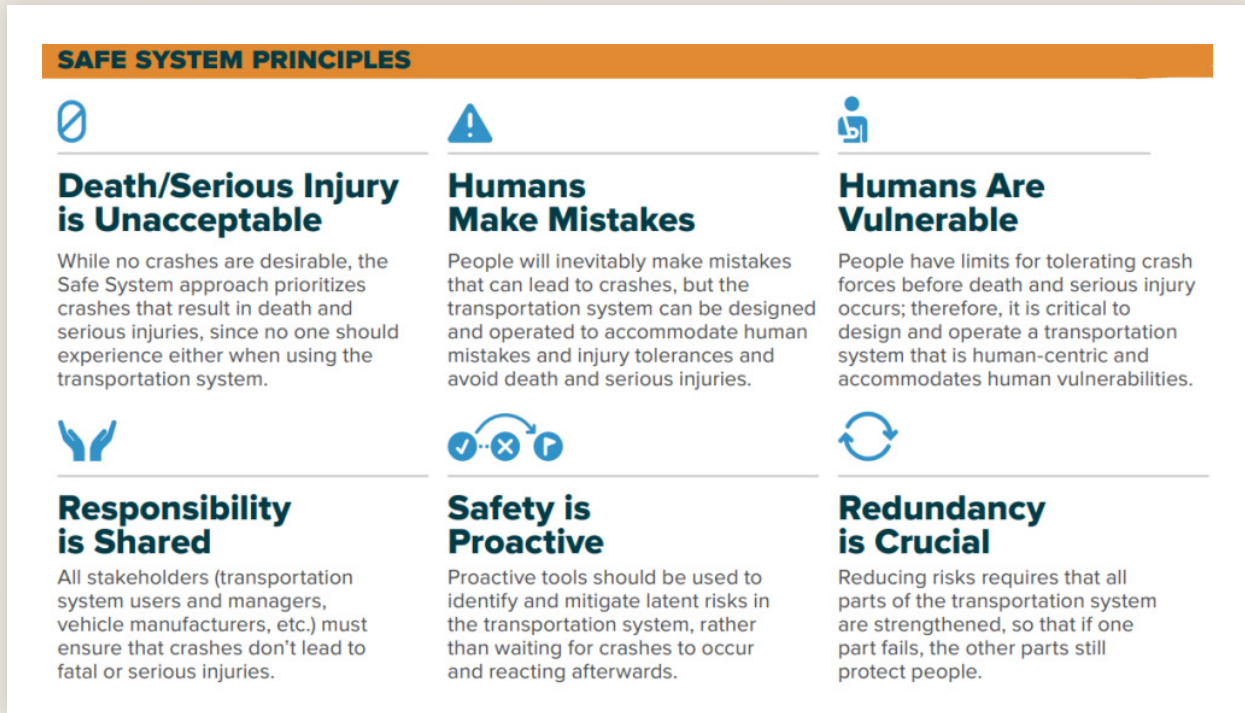 SAFE SYSTEM PRINCIPLES
Death/Serious Injury
is Unacceptable
While no crashes are desirable, the
Safe System approach prioritizes
crashes that result in death and
serious injuries, since no one should
experience either when using the
transportation system.
Humans
Make Mistakes
People will inevitably make mistakes
that can lead to crashes, but the
transportation system can be designed
and operated to accommodate human
mistakes and injury tolerances and
avoid death and serious injuries.
Humans Are
Vulnerable
People have limits for tolerating crash
forces before death and serious injury
occurs; therefore, it is critical to
design and operate a transportation
system that is human-centric and
accommodates human vulnerabilities.
Responsibility
is Shared
All stakeholders (transportation
system users and managers,
vehicle manufacturers, etc.) must
ensure that crashes don't lead to
fatal or serious injuries.
Safety is
Proactive
Proactive tools should be used to
identify and mitigate latent risks in
the transportation system, rather
than waiting for crashes to occur
and reacting afterwards.
Redundancy
is Crucial
Reducing risks requires that all
parts of the transportation system
are strengthened, so that if one
part fails, the other parts still
protect people.